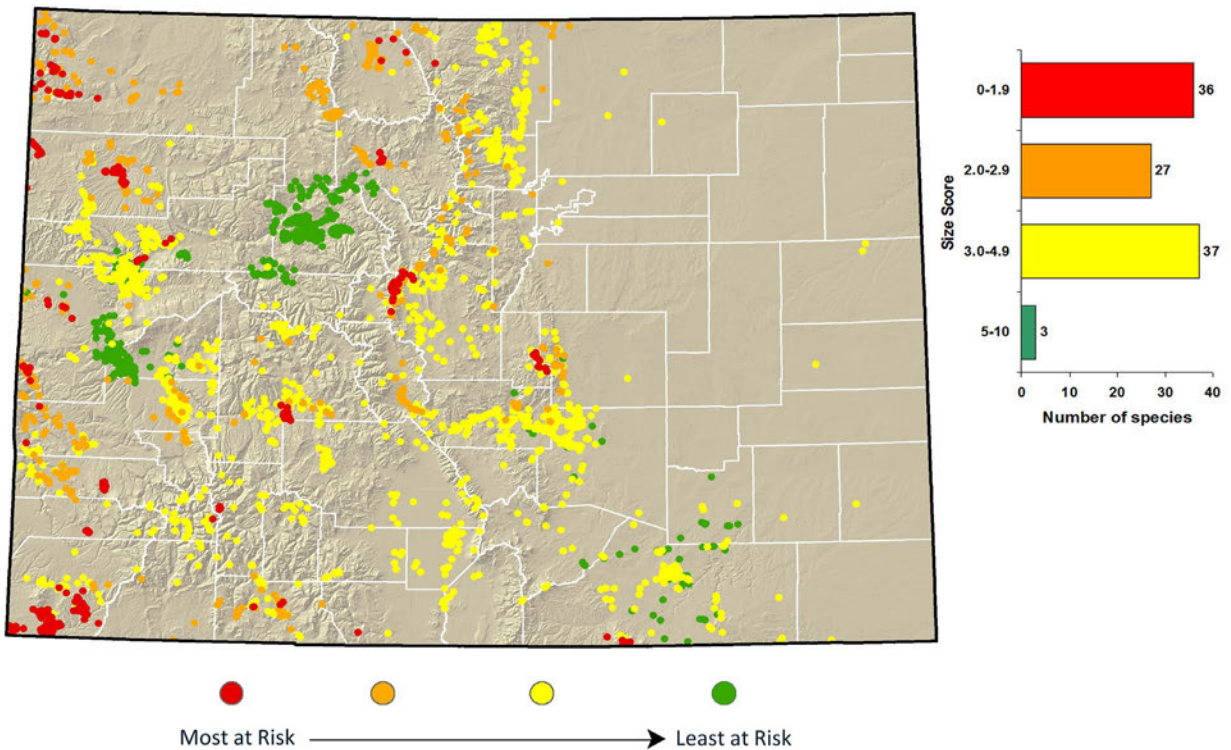 0-1.9
36
2.0-2.9
27
3.0-4.9
37
5-10
3
Size Score
0 10 20 30 40
Number of species
Most at Risk
Least at Risk